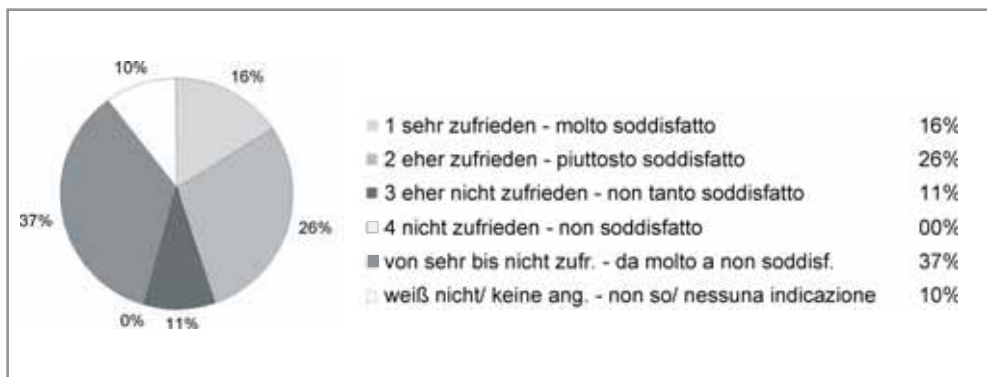 10%
16%
37%
26%
0%
11%
1 sehr zufrieden - molto soddisfatto 16%
2 eher zufrieden - piuttosto soddisfatto 26%
3 eher nicht zufrieden - non tanto soddisfatto 11%
4 nicht zufrieden - non soddisfatto 00%
von sehr bis nicht zufr. - da molto a non soddisf. 37%
weiß nicht/ keine ang. - non so/ nessuna indicazione 10%